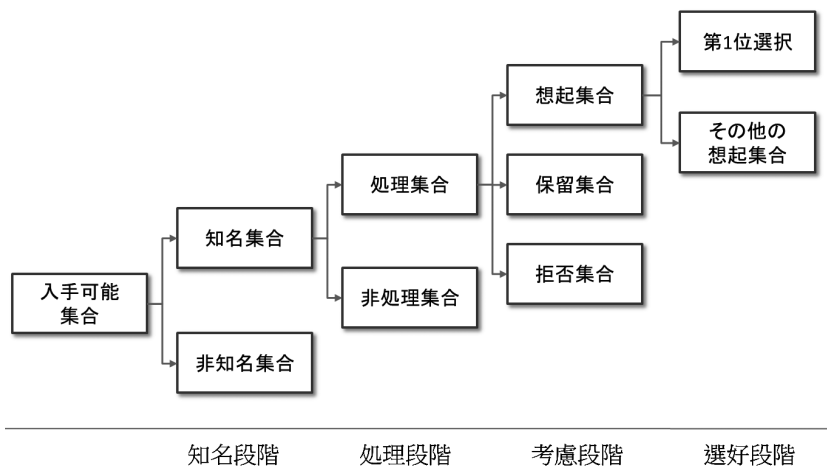 第1位選択
想起集合
その他の
想起集合
処理集合
保留集合
知名集合
拒否集合
入手可能
集合
非処理集合
非知名集合
知名段階
処理段階
考慮段階
選好段階